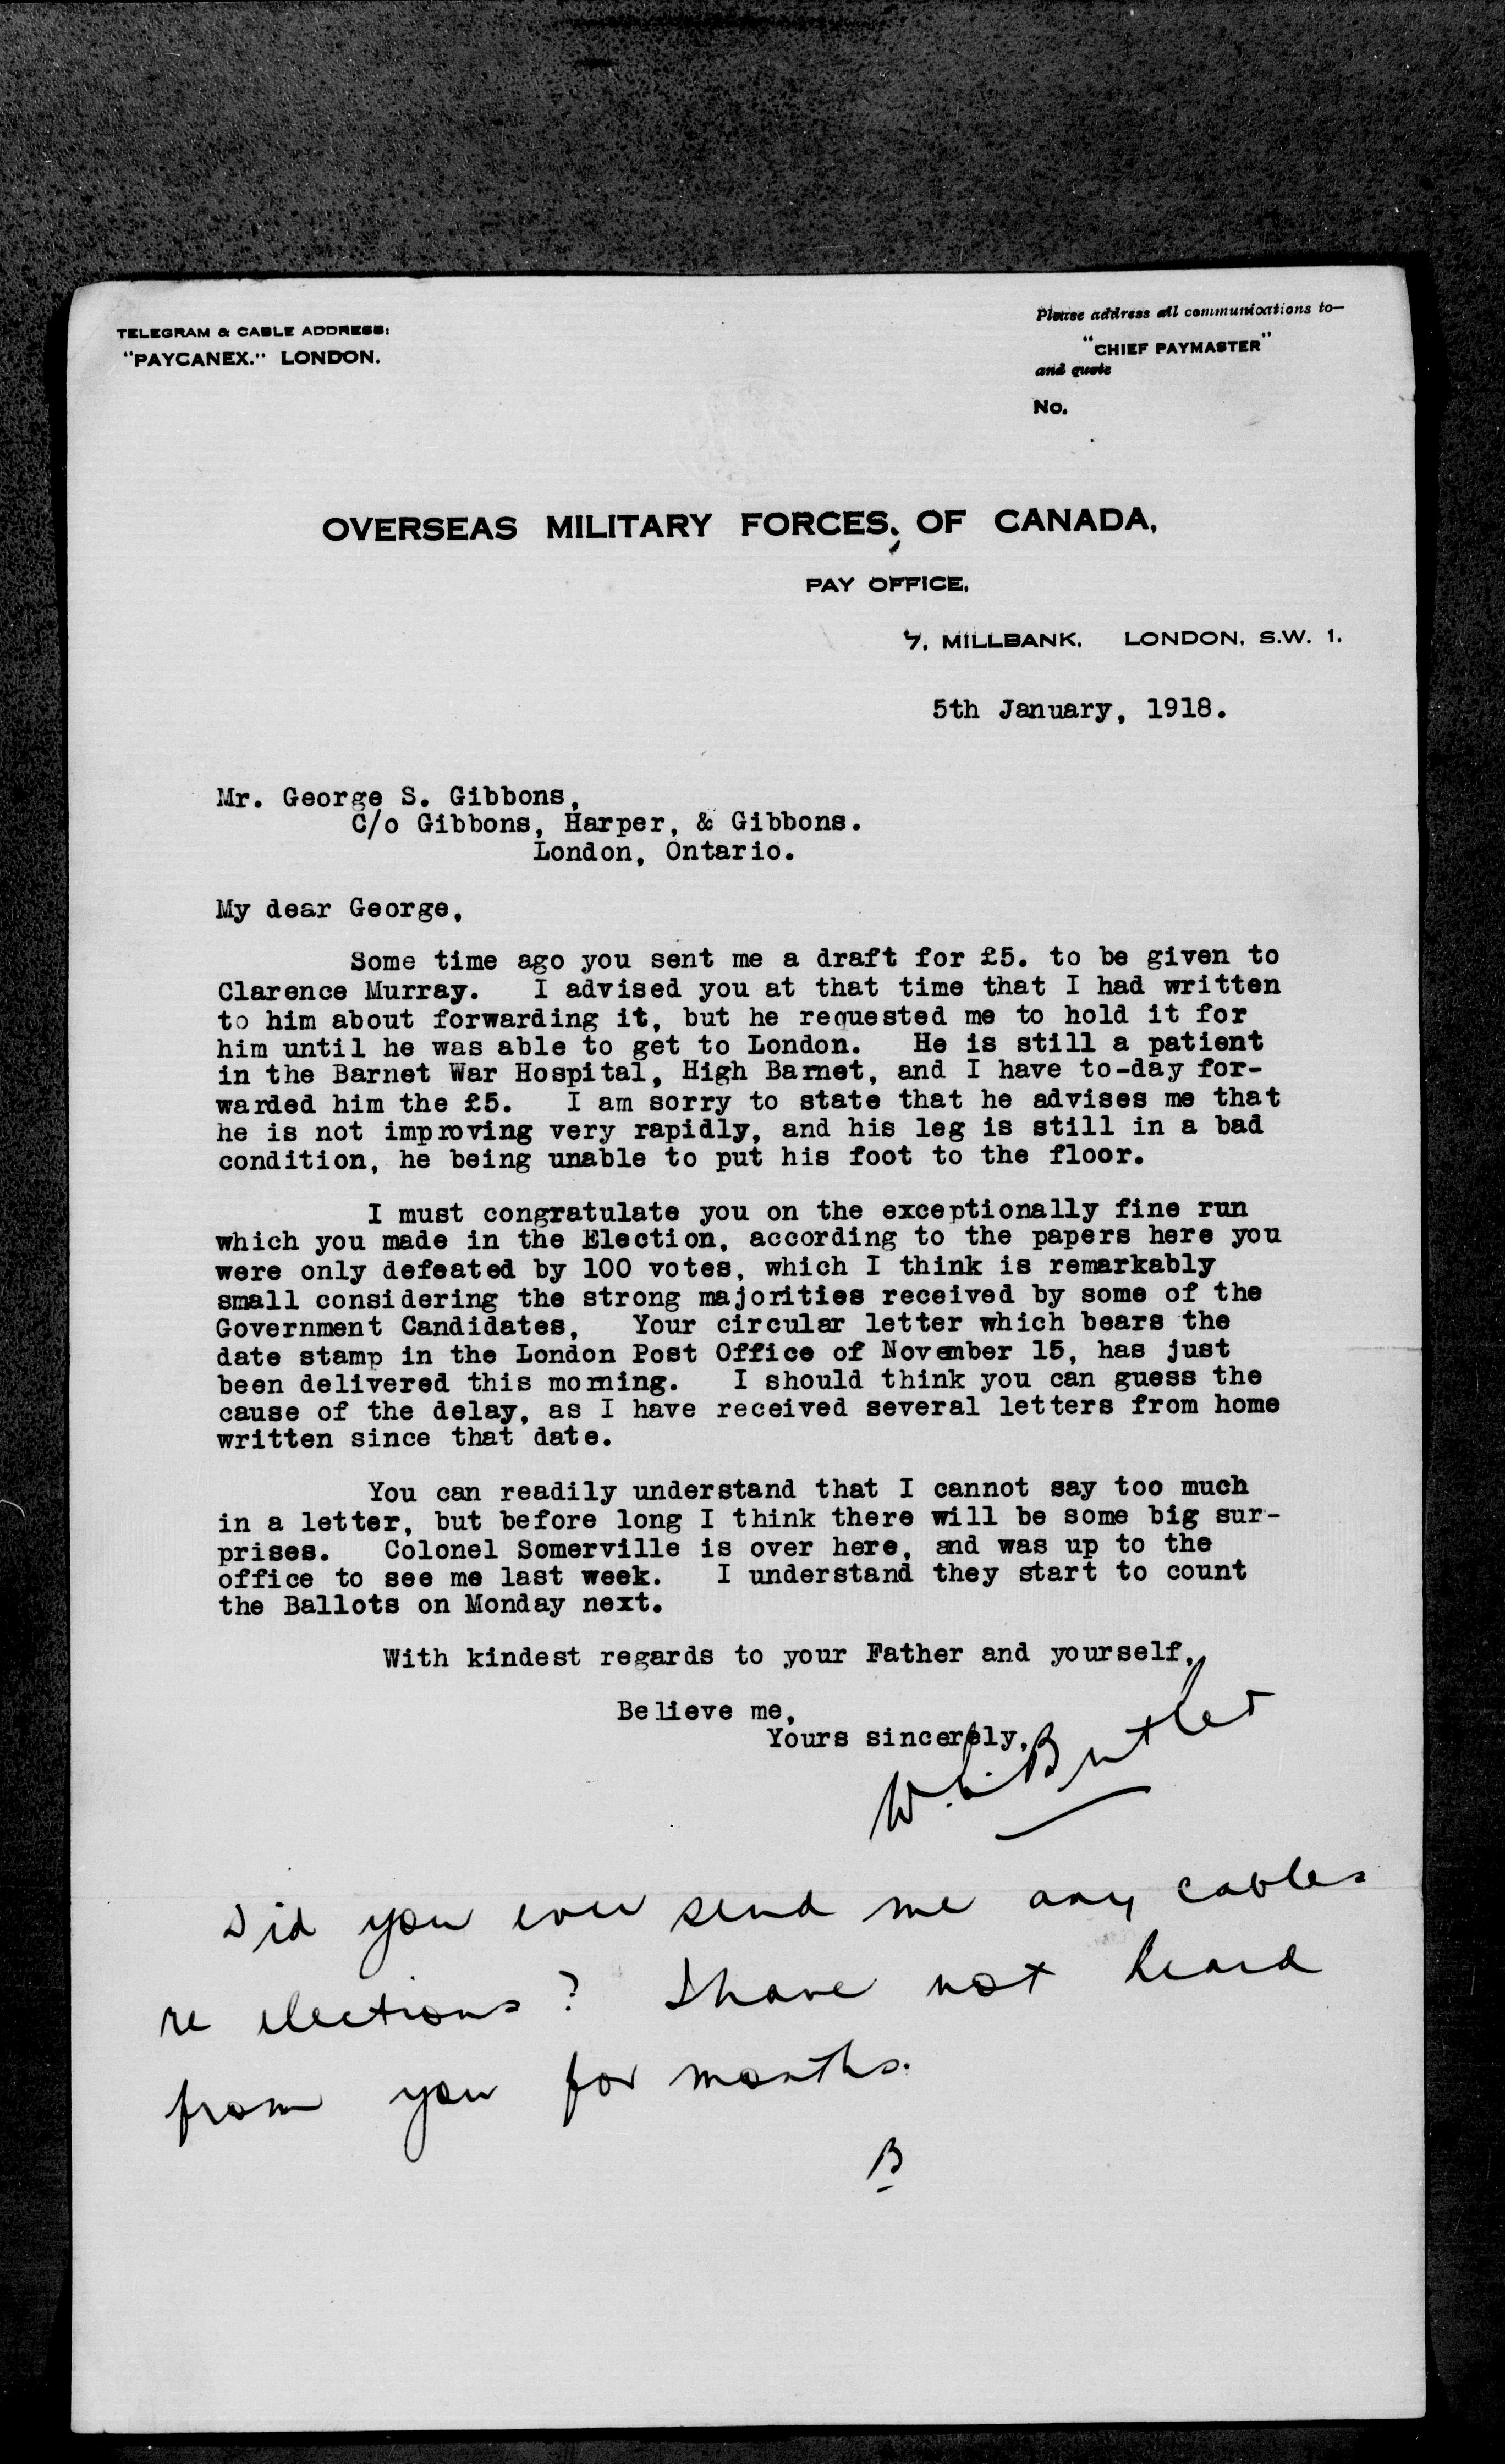 TELEGRAM & CABLE ADDRESS:
"PAYCANEX." LONDON.
Please address all communications to—
"CHIEF PAYMASTER"
and quote
No.
OVERSEAS MILITARY FORCES, OF CANADA,
PAY OFFICE,
7, MILLBANK, LONDON, S.W. 1.
5th January, 1918.
Mr. George S. Gibbons,
C/o Gibbons, Harper, & Gibbons.
London, Ontario.
My dear George,
Some time ago you sent me a draft for £5. to be given to
Clarence Murray. I advised you at that time that I had written
to him about forwarding it, but he requested me to hold it for
him until he was able to get to London. He is still a patient
in the Barnet War Hospital, High Barnet, and I have to-day for-
warded him the £5. I am sorry to state that he advises me that
he is not improving very rapidly, and his leg is still in a bad
condition, he being unable to put his foot to the floor.
I must congratulate you on the exceptionally fine run
which you made in the Election, according to the papers here you
were only defeated by 100 votes, which I think is remarkably
small considering the strong majorities received by some of the
Government Candidates, Your circular letter which bears the
date stamp in the London Post Office of November 15, has just
been delivered this morning. I should think you can guess the
cause of the delay, as I have received several letters from home
written since that date.
You can readily understand that I cannot say too much
in a letter, but before long I think there will be some big sur-
prises. Colonel Somerville is over here, and was up to the
office to see me last week. I understand they start to count
the Ballots on Monday next.
With kindest regards to your Father and yourself,
Believe me,
Yours sincerely,
Butler
Did you ever send me any cables
re elections? I have not heard
from you for months.
B